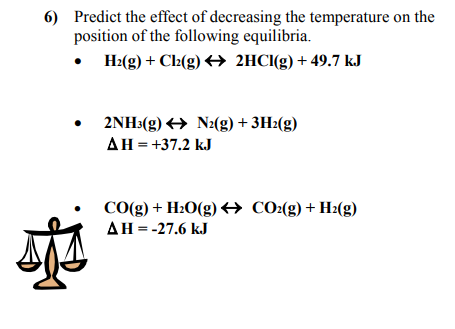 6) Predict the effect of decreasing the temperature on the
position of the following equilibria.
• H₂(g) + Cl₂(g) ↔ 2HCl(g) + 49.7 kJ
• 2NH₃(g) ↔ N₂(g) + 3H₂(g)
ΔH = +37.2 kJ
• CO(g) + H₂O(g) ↔ CO₂(g) + H₂(g)
ΔH = -27.6 kJ